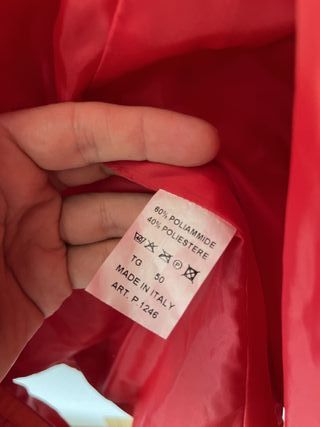 60% POLIAMMIDE
40% POLIESTERE
P
TG 50
MADE IN ITALY
ART. P.1246